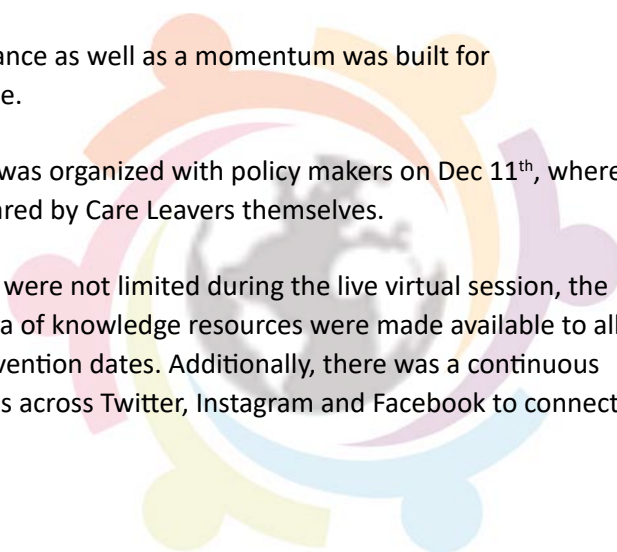 ance as well as a momentum was built for
e.
was organized with policy makers on Dec 11th, where
ared by Care Leavers themselves.
were not limited during the live virtual session, the
a of knowledge resources were made available to all
vention dates. Additionally, there was a continuous
s across Twitter, Instagram and Facebook to connect